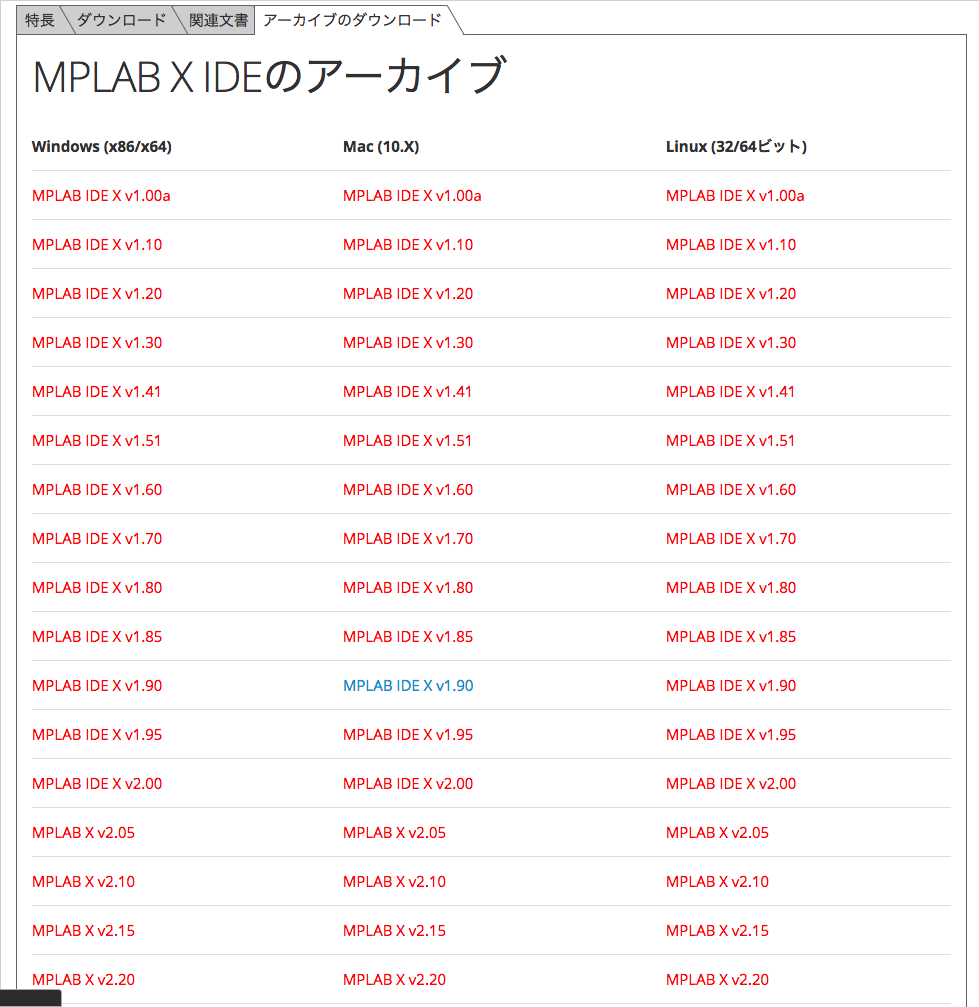 特長 ダウンロード 関連文書 アーカイブのダウンロード
MPLAB X IDEのアーカイブ
Windows (x86/x64) Mac (10.X) Linux (32/64ビット)
MPLAB IDE X v1.00a MPLAB IDE X v1.00a MPLAB IDE X v1.00a
MPLAB IDE X v1.10 MPLAB IDE X v1.10 MPLAB IDE X v1.10
MPLAB IDE X v1.20 MPLAB IDE X v1.20 MPLAB IDE X v1.20
MPLAB IDE X v1.30 MPLAB IDE X v1.30 MPLAB IDE X v1.30
MPLAB IDE X v1.41 MPLAB IDE X v1.41 MPLAB IDE X v1.41
MPLAB IDE X v1.51 MPLAB IDE X v1.51 MPLAB IDE X v1.51
MPLAB IDE X v1.60 MPLAB IDE X v1.60 MPLAB IDE X v1.60
MPLAB IDE X v1.70 MPLAB IDE X v1.70 MPLAB IDE X v1.70
MPLAB IDE X v1.80 MPLAB IDE X v1.80 MPLAB IDE X v1.80
MPLAB IDE X v1.85 MPLAB IDE X v1.85 MPLAB IDE X v1.85
MPLAB IDE X v1.90 MPLAB IDE X v1.90 MPLAB IDE X v1.90
MPLAB IDE X v1.95 MPLAB IDE X v1.95 MPLAB IDE X v1.95
MPLAB IDE X v2.00 MPLAB IDE X v2.00 MPLAB IDE X v2.00
MPLAB X v2.05 MPLAB X v2.05 MPLAB X v2.05
MPLAB X v2.10 MPLAB X v2.10 MPLAB X v2.10
MPLAB X v2.15 MPLAB X v2.15 MPLAB X v2.15
MPLAB X v2.20 MPLAB X v2.20 MPLAB X v2.20